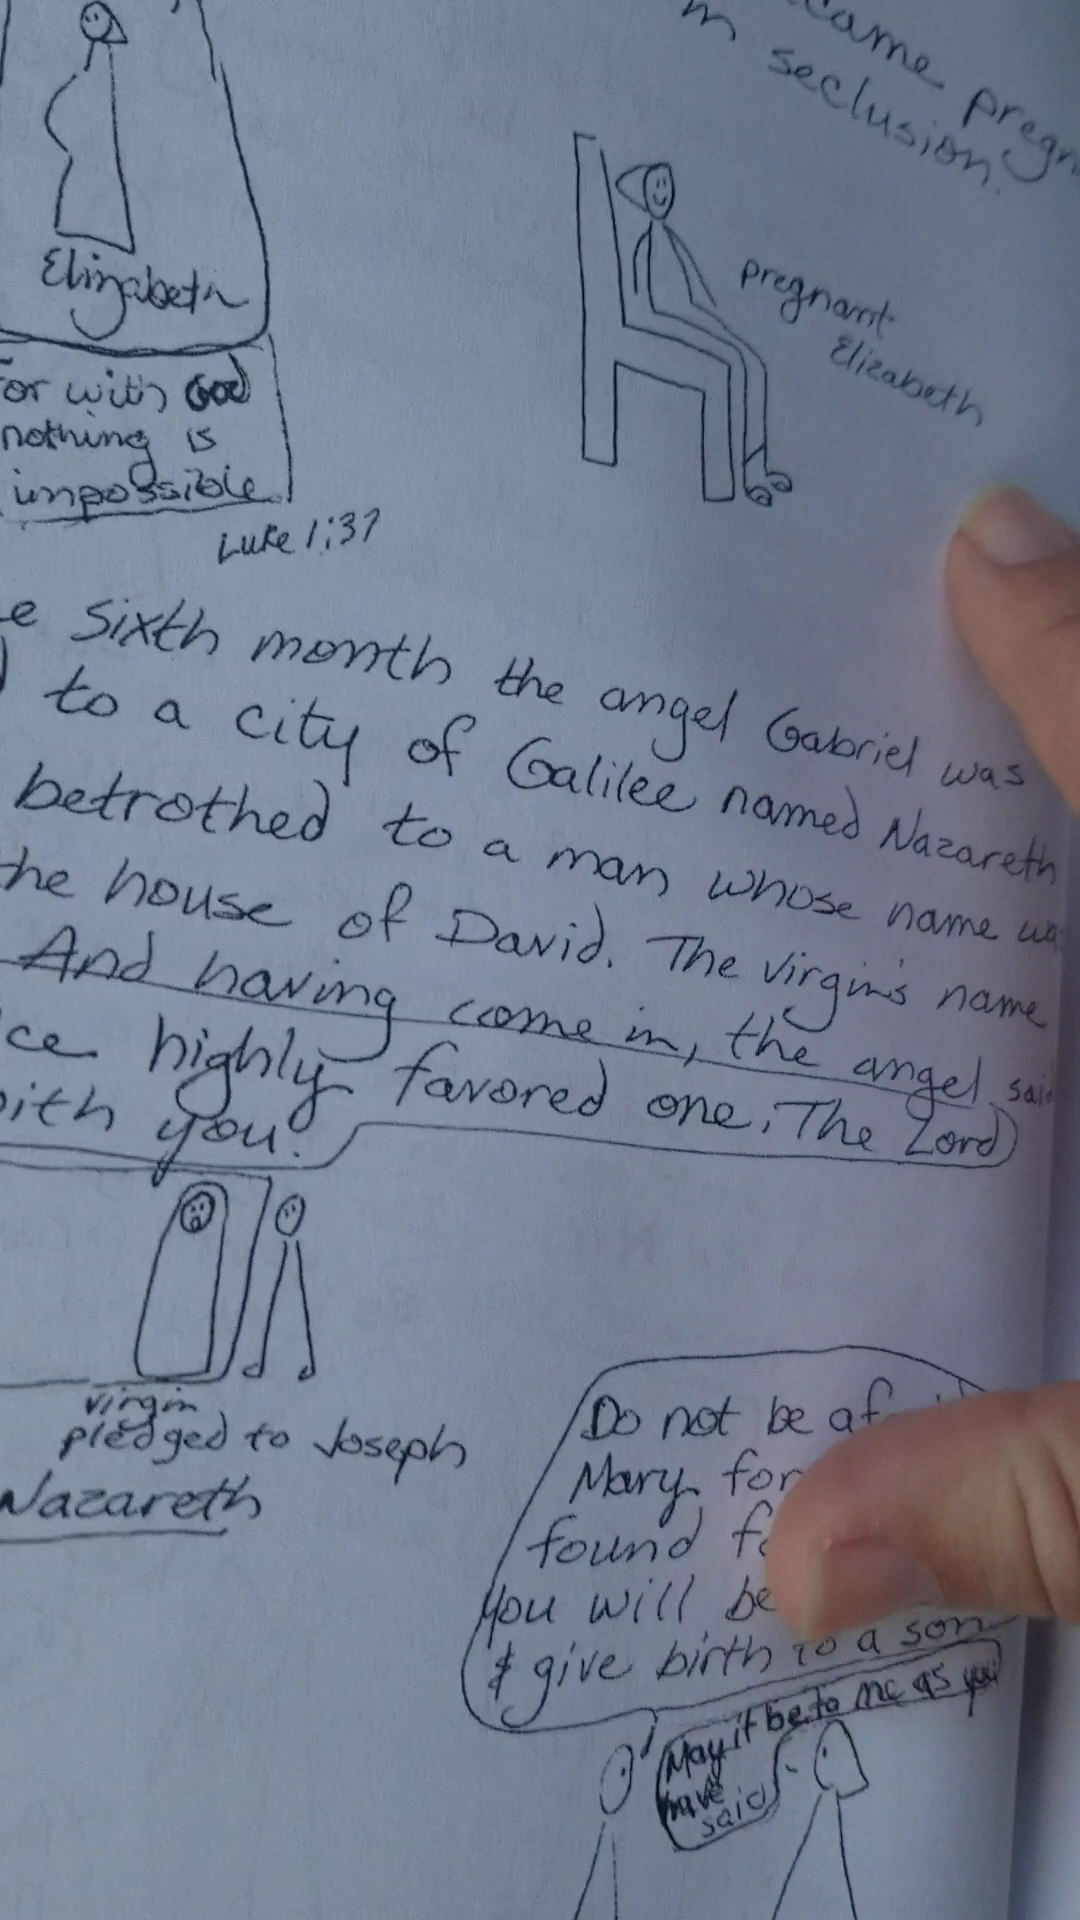 came pregn
m seclusion.
Elizabeth
pregnant
Elizabeth
For with God
nothing is
impossible
Luke 1:37
e sixth month the angel Gabriel was
to a city of Galilee named Nazareth
betrothed to a man whose name wa
the house of David. The virgin's name
And having come in, the angel said
ce highly favored one. The Lord
with you!
virgin
pledged to Joseph
Nazareth
Do not be af
Mary for
found fa
you will be
& give birth to a son
May it be to me as you
have
said